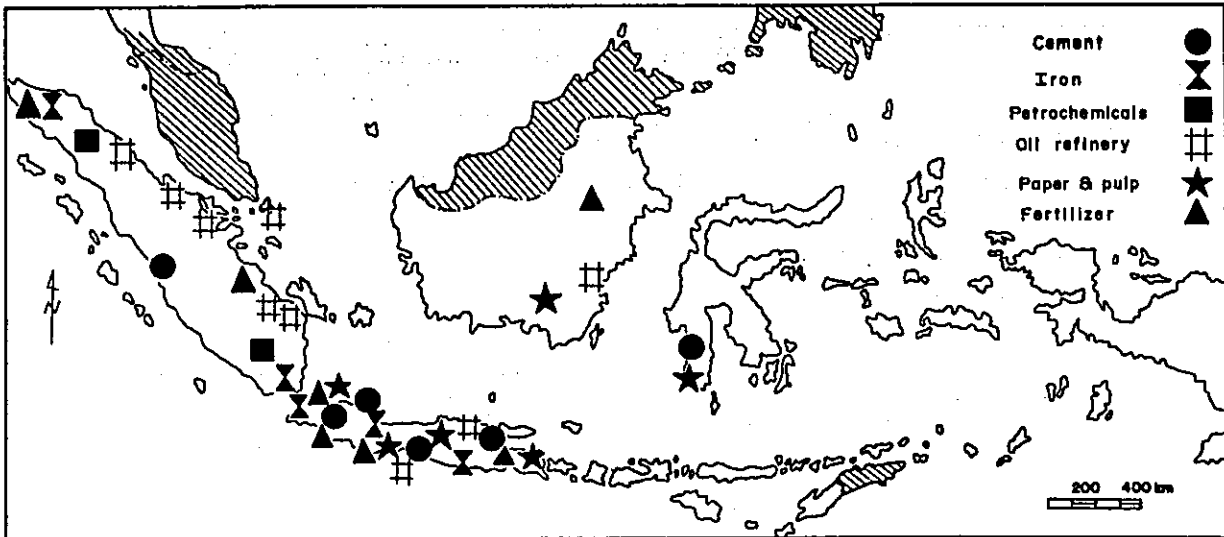 Cement
Iron
Petrochemicals
Oil refinery
Paper & pulp
Fertilizer
200 400 km